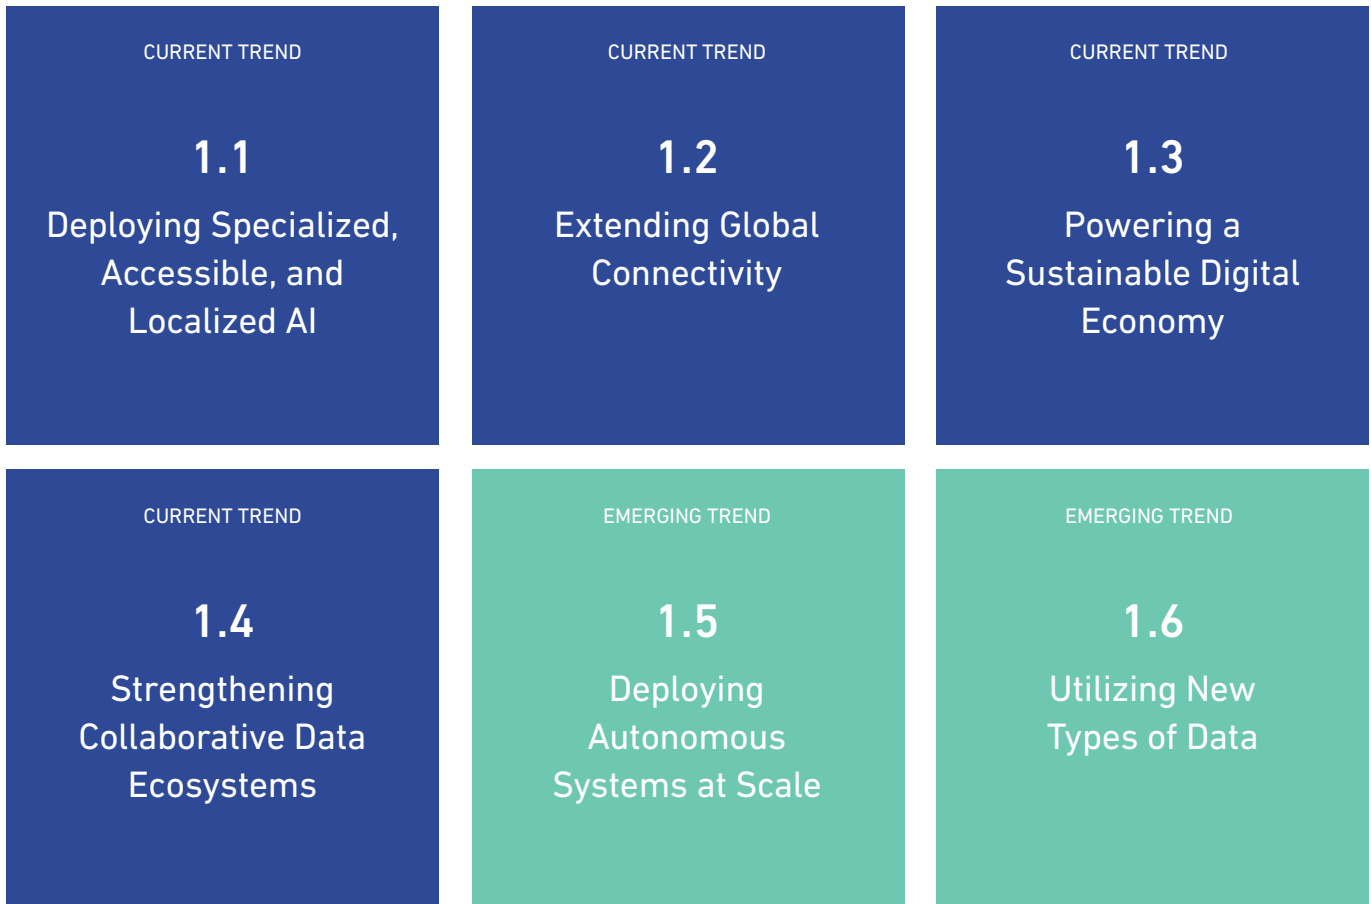 CURRENT TREND
1.1
Deploying Specialized,
Accessible, and
Localized AI
CURRENT TREND
1.2
Extending Global
Connectivity
CURRENT TREND
1.3
Powering a
Sustainable Digital
Economy
CURRENT TREND
1.4
Strengthening
Collaborative Data
Ecosystems
EMERGING TREND
1.5
Deploying
Autonomous
Systems at Scale
EMERGING TREND
1.6
Utilizing New
Types of Data